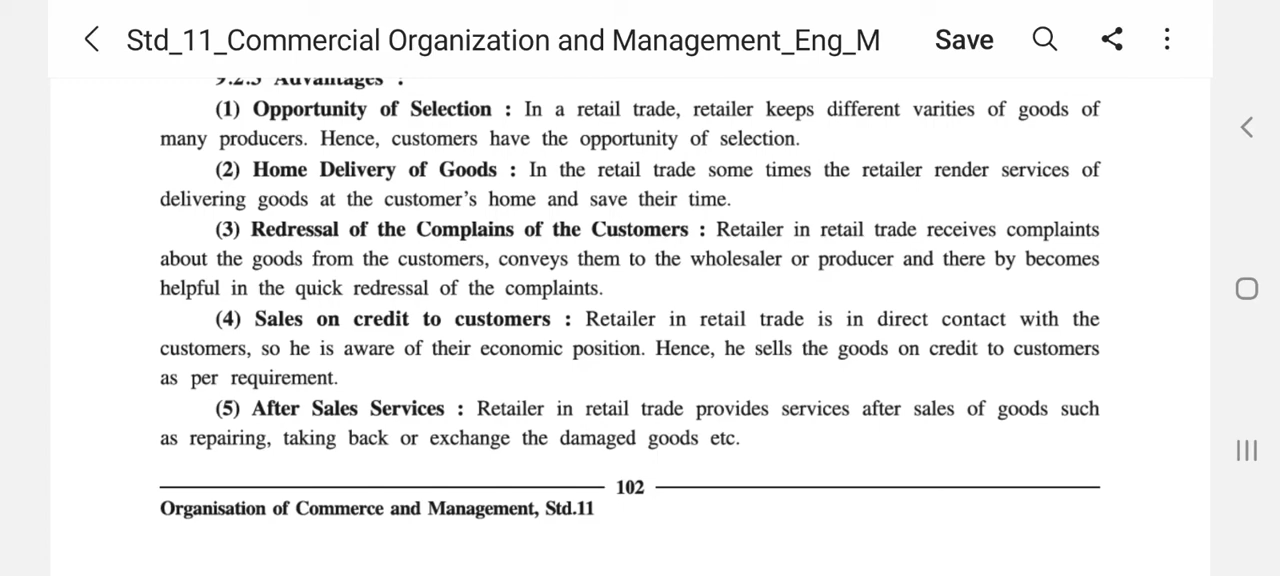 Std_11_Commercial Organization and Management_Eng_M Save
9.2.3 Advantages :
(1) Opportunity of Selection : In a retail trade, retailer keeps different varities of goods of
many producers. Hence, customers have the opportunity of selection.
(2) Home Delivery of Goods : In the retail trade some times the retailer render services of
delivering goods at the customer's home and save their time.
(3) Redressal of the Complains of the Customers : Retailer in retail trade receives complaints
about the goods from the customers, conveys them to the wholesaler or producer and there by becomes
helpful in the quick redressal of the complaints.
(4) Sales on credit to customers : Retailer in retail trade is in direct contact with the
customers, so he is aware of their economic position. Hence, he sells the goods on credit to customers
as per requirement.
(5) After Sales Services : Retailer in retail trade provides services after sales of goods such
as repairing, taking back or exchange the damaged goods etc.
102
Organisation of Commerce and Management, Std.11